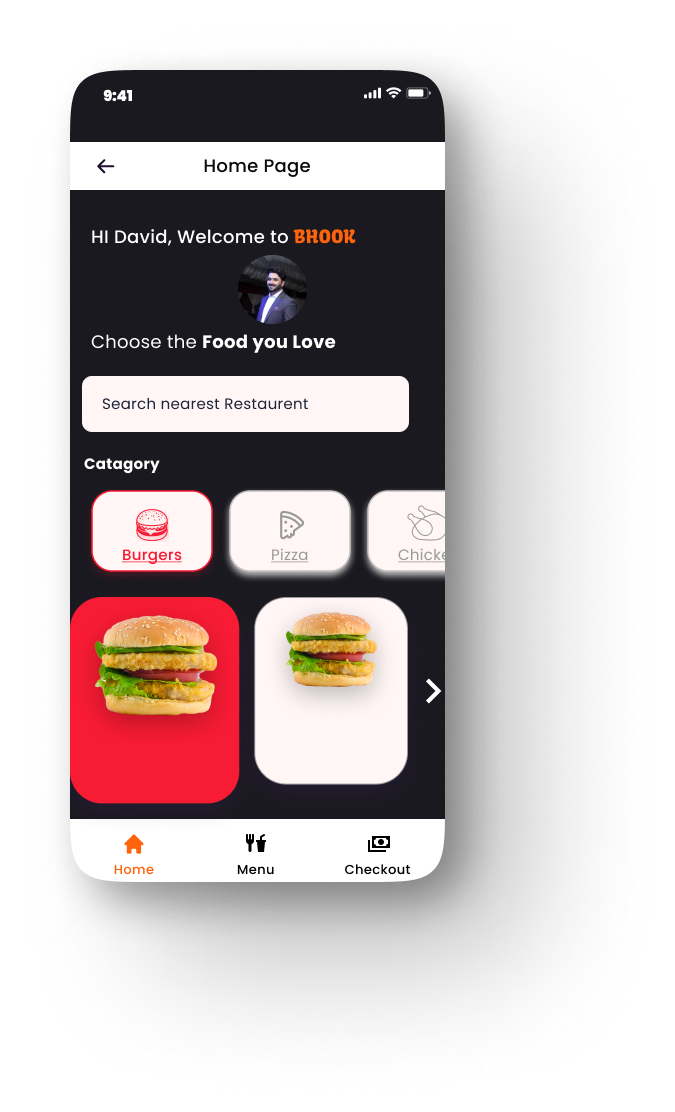 9:41
Home Page
HI David, Welcome to BHOOK
Choose the Food you Love
Search nearest Restaurent
Catagory
Burgers Pizza Chicke
Home Menu Checkout